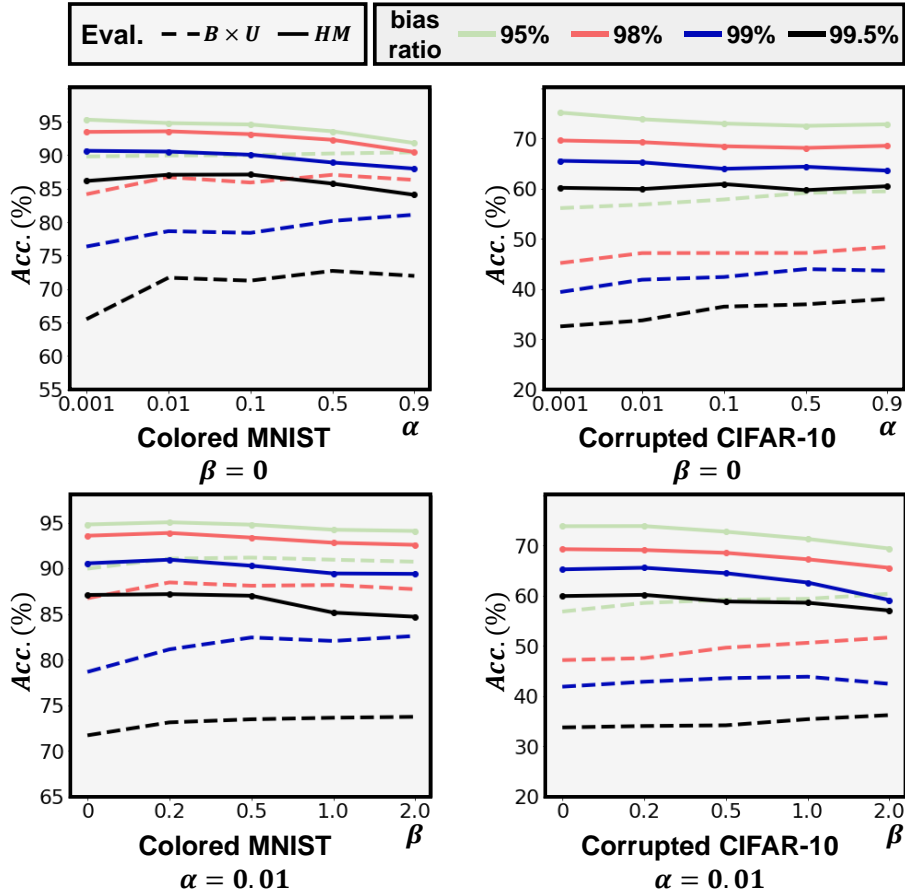 Eval. B × U HM
bias ratio 95% 98% 99% 99.5%
Acc.(%)
95
90
85
80
75
70
65
60
55
0.001 0.01 0.1 0.5 0.9
α
Colored MNIST
β = 0
Acc.(%)
70
60
50
40
30
20
0.001 0.01 0.1 0.5 0.9
α
Corrupted CIFAR-10
β = 0
Acc.(%)
95
90
85
80
75
70
65
0 0.2 0.5 1.0 2.0
β
Colored MNIST
α = 0.01
Acc.(%)
70
60
50
40
30
20
0 0.2 0.5 1.0 2.0
β
Corrupted CIFAR-10
α = 0.01